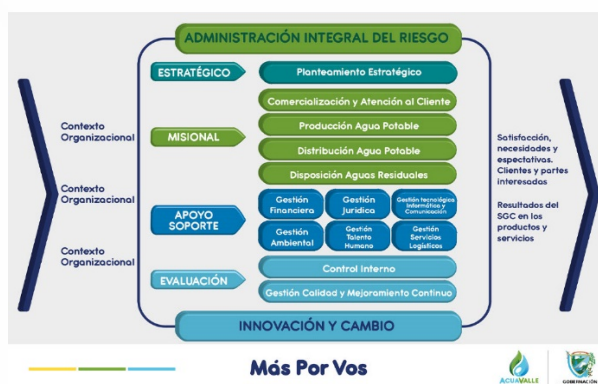 ADMINISTRACIÓN INTEGRAL DEL RIESGO
ESTRATÉGICO
Planteamiento Estratégico
MISIONAL
Comercialización y Atención al Cliente
Producción Agua Potable
Distribución Agua Potable
Disposición Aguas Residuales
APOYO
SOPORTE
Gestión
Financiera
Gestión
Jurídica
Gestión tecnológica
Informática y
Comunicación
Gestión
Ambiental
Gestión
Talento
Humano
Gestión
Servicios
Logísticos
EVALUACIÓN
Control Interno
Gestión Calidad y Mejoramiento Continuo
INNOVACIÓN Y CAMBIO
Contexto
Organizacional
Contexto
Organizacional
Contexto
Organizacional
Satisfacción,
necesidades y
espectativas.
Clientes y partes
interesadas
Resultados del
SGC en los
productos y
servicios
Más Por Vos
ACUAVALLE
GOBERNACIÓN